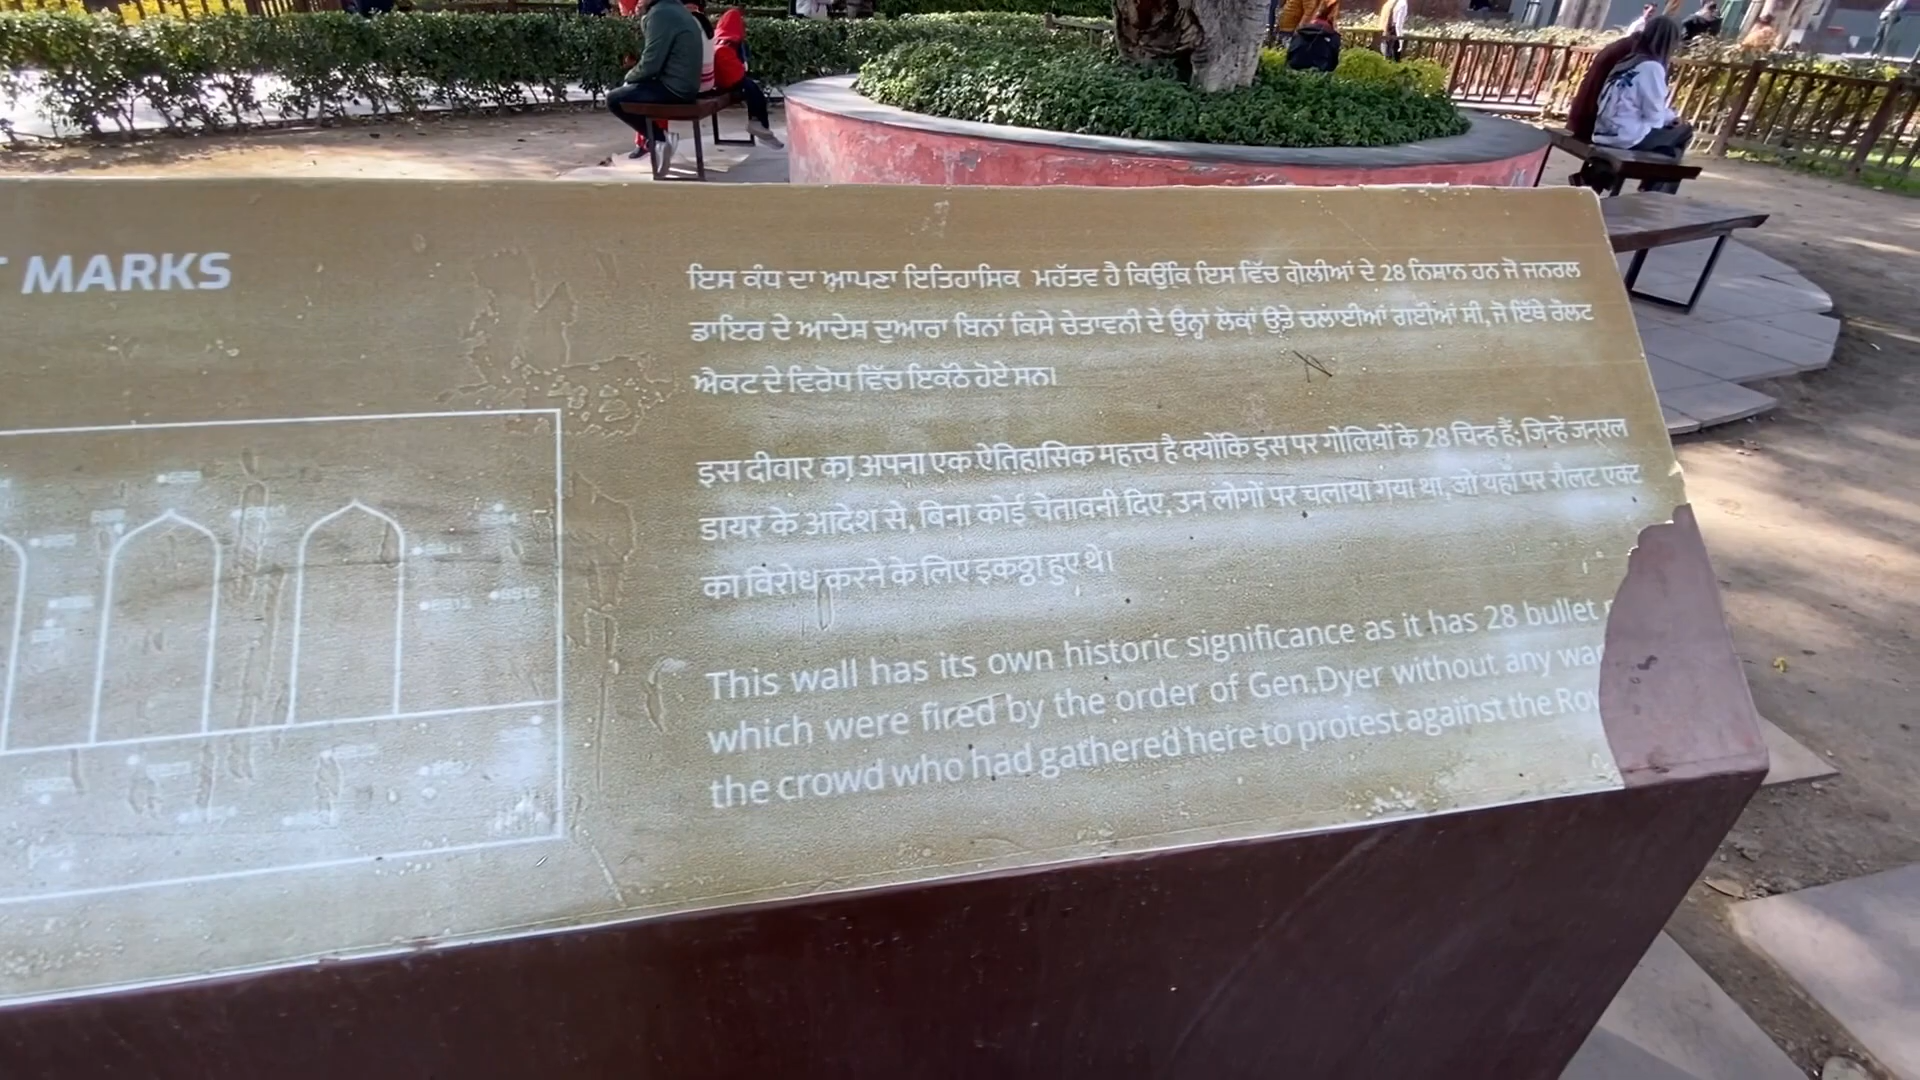 MARKS
ਇਸ ਕੰਧ ਦਾ ਆਪਣਾ ਇਤਿਹਾਸਿਕ ਮਹੱਤਵ ਹੈ ਕਿਉਂਕਿ ਇਸ ਵਿੱਚ ਗੋਲੀਆਂ ਦੇ 28 ਨਿਸ਼ਾਨ ਹਨ ਜੋ ਜਨਰਲ
ਡਾਇਰ ਦੇ ਆਦੇਸ਼ ਦੁਆਰਾ ਬਿਨਾਂ ਕਿਸੇ ਚੇਤਾਵਨੀ ਦੇ ਉਨ੍ਹਾਂ ਲੋਕਾਂ ਉੱਤੇ ਚਲਾਈਆਂ ਗਈਆਂ ਸੀ, ਜੋ ਇੱਥੇ ਰੋਲਟ
ਐਕਟ ਦੇ ਵਿਰੋਧ ਵਿੱਚ ਇਕੱਠੇ ਹੋਏ ਸਨ।
इस दीवार का अपना एक ऐतिहासिक महत्त्व है क्योंकि इस पर गोलियों के 28 चिन्ह हैं; जिन्हें जनरल
डायर के आदेश से, बिना कोई चेतावनी दिए, उन लोगों पर चलाया गया था, जो यहाँ पर रौलट एक्ट
का विरोध करने के लिए इकठ्ठा हुए थे।
This wall has its own historic significance as it has 28 bullet
which were fired by the order of Gen.Dyer without any
the crowd who had gathered here to protest against the